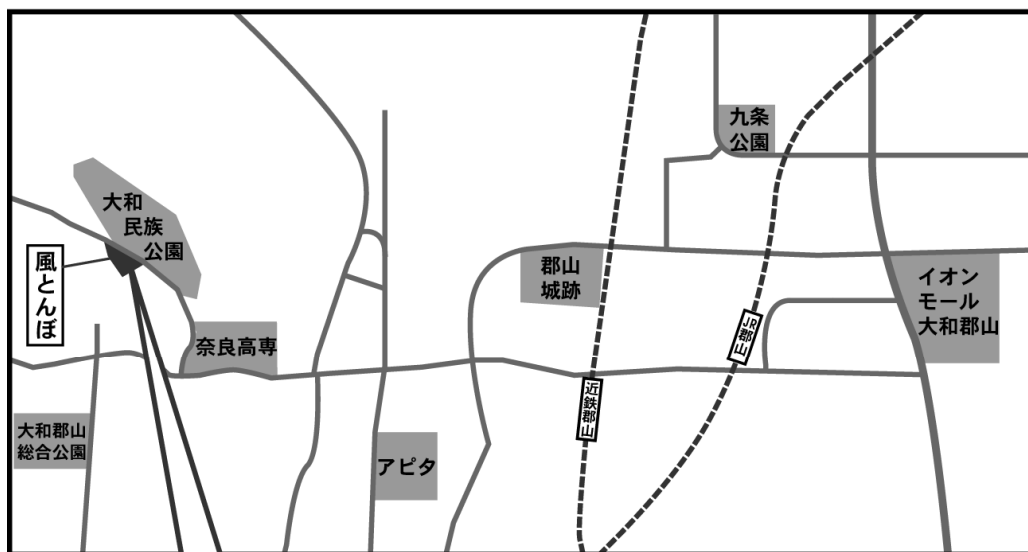 九条
公園
大和
民族
公園
風とんぼ
郡山
城跡
イオン
モール
大和郡山
JR郡山
奈良高専
近鉄郡山
大和郡山
総合公園
アピタ